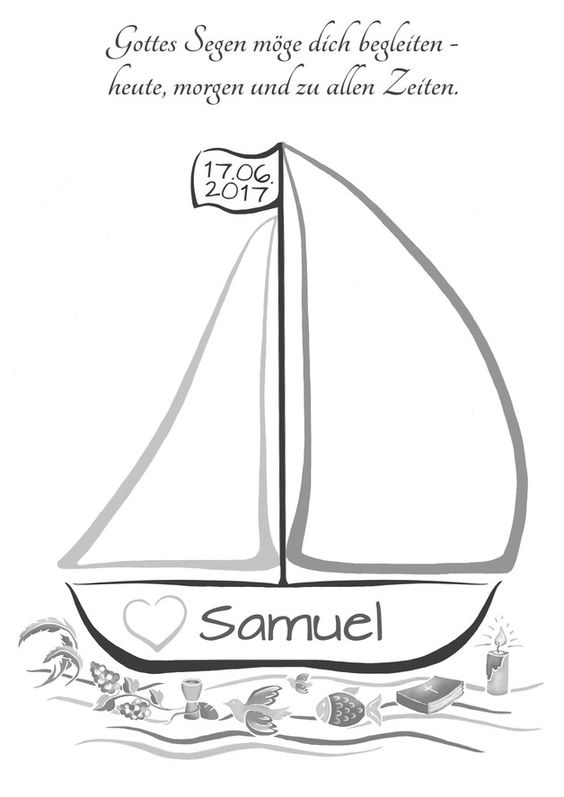 Gottes Segen möge dich begleiten -
heute, morgen und zu allen Zeiten.
17.06.
2017
Samuel